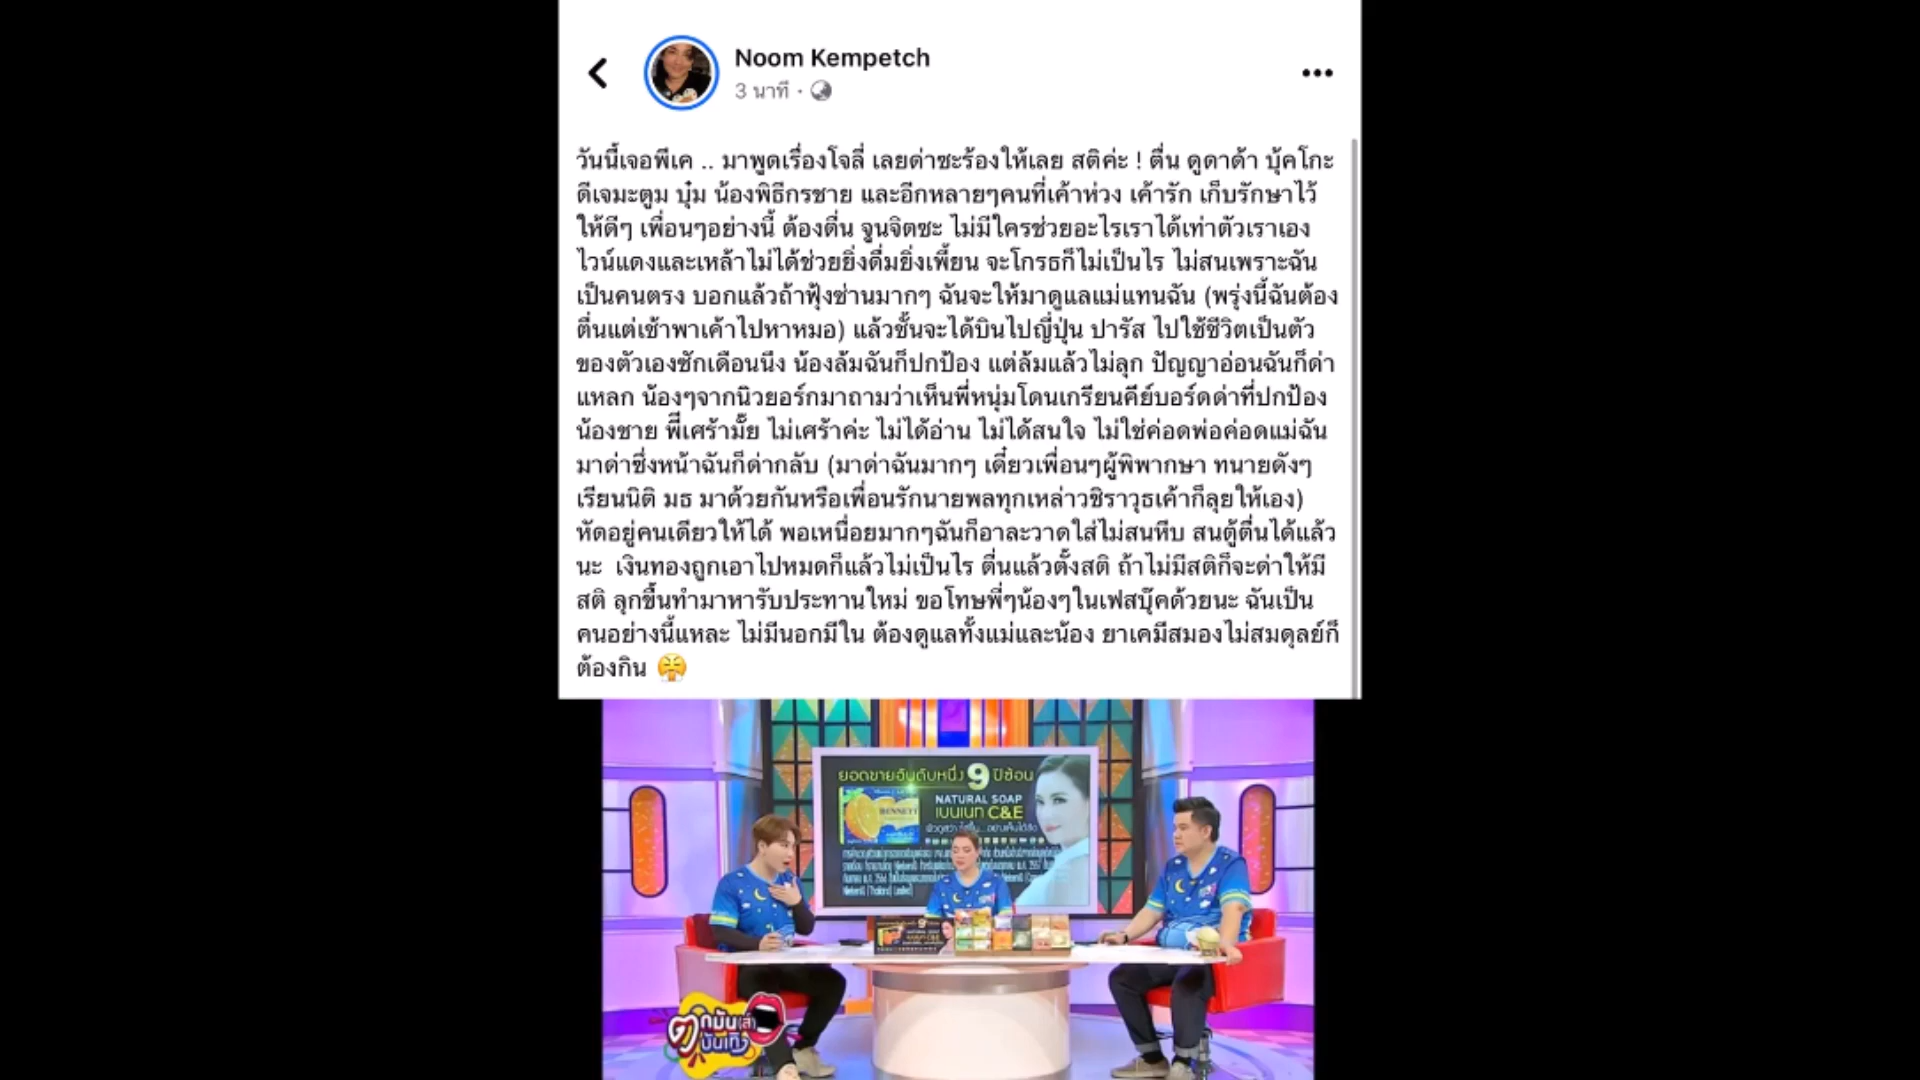 Noom Kempetch
3 นาที ·
วันนี้เจอพีเค .. มาพูดเรื่องโจลี่ เลยด่าซะร้องให้เลย สติค่ะ ! ตื่น ดูดาด้า บุ้คโกะ
ดีเจมะตูม บุ๋ม น้องพิธีกรชาย และอีกหลายๆคนที่เค้าห่วง เค้ารัก เก็บรักษาไว้
ให้ดีๆ เพื่อนๆอย่างนี้ ต้องตื่น จูนจิตซะ ไม่มีใครช่วยอะไรเราได้เท่าตัวเราเอง
ไวน์แดงและเหล้าไม่ได้ช่วยยิ่งดื่มยิ่งเพี้ยน จะโกรธก็ไม่เป็นไร ไม่สนเพราะฉัน
เป็นคนตรง บอกแล้วถ้าฟุ้งซ่านมากๆ ฉันจะให้มาดูแลแม่แทนฉัน (พรุ่งนี้ฉันต้อง
ตื่นแต่เช้าพาเค้าไปหาหมอ) แล้วชั้นจะได้บินไปญี่ปุ่น ปารัส ไปใช้ชีวิตเป็นตัว
ของตัวเองซักเดือนนึง น้องล้มฉันก็ปกป้อง แต่ล้มแล้วไม่ลุก ปัญญาอ่อนฉันก็ด่า
แหลก น้องๆจากนิวยอร์กมาถามว่าเห็นพี่หนุ่มโดนเกรียนคีย์บอร์ดด่าที่ปกป้อง
น้องชาย พี่ีเศร้ามั้ย ไม่เศร้าค่ะ ไม่ได้อ่าน ไม่ได้สนใจ ไม่ใช่ค่อดพ่อค่อดแม่ฉัน
มาด่าซึ่งหน้าฉันก็ด่ากลับ (มาด่าฉันมากๆ เดี๋ยวเพื่อนๆผู้พิพากษา ทนายดังๆ
เรียนนิติ มธ มาด้วยกันหรือเพื่อนรักนายพลทุกเหล่าวชิราวุธเค้าก็ลุยให้เอง)
หัดอยู่คนเดียวให้ได้ พอเหนื่อยมากๆฉันก็อาละวาดใส่ไม่สนหีบ สนตู้ตื่นได้แล้ว
นะ เงินทองถูกเอาไปหมดก็แล้วไม่เป็นไร ตื่นแล้วตั้งสติ ถ้าไม่มีสติก็จะด่าให้มี
สติ ลุกขึ้นทำมาหารับประทานใหม่ ขอโทษพี่ๆน้องๆในเฟสบุ๊คด้วยนะ ฉันเป็น
คนอย่างนี้แหละ ไม่มีนอกมีใน ต้องดูแลทั้งแม่และน้อง ยาเคมีสมองไม่สมดุลย์ก็
ต้องกิน 😤
ยอดขายอันดับหนึ่ง 9 ปีซ้อน
BENNETT
NATURAL SOAP
เบนเนท C&E